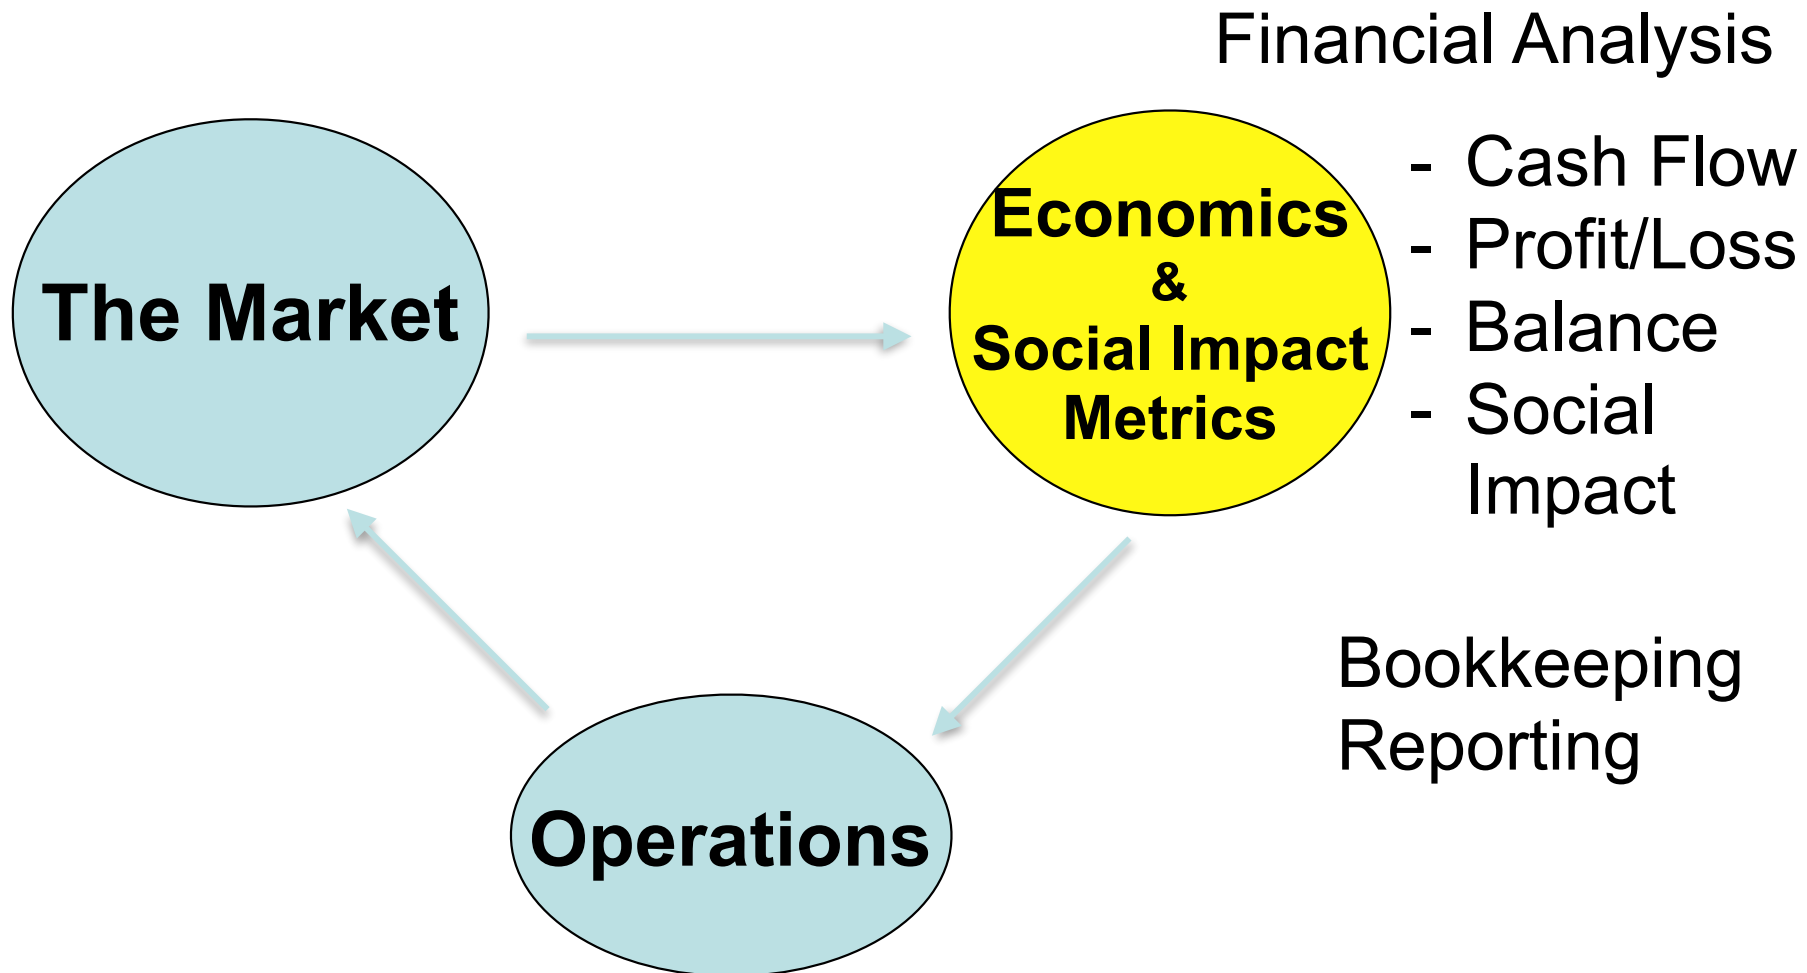 Financial Analysis
The Market
Economics
&
Social Impact
Metrics
- Cash Flow
- Profit/Loss
- Balance
- Social
Impact
Bookkeeping
Reporting
Operations